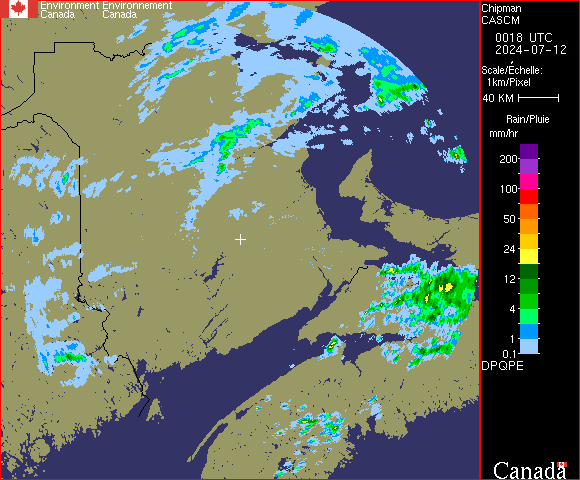 Environment Environnement
Canada Canada
Chipman
CASCM
0018 UTC
2024-07-12
Scale/Échelle:
1km/Pixel
40 KM
Rain/Pluie
mm/hr
200
100
50
24
12
4
1
0.1
DPQPE
Canada